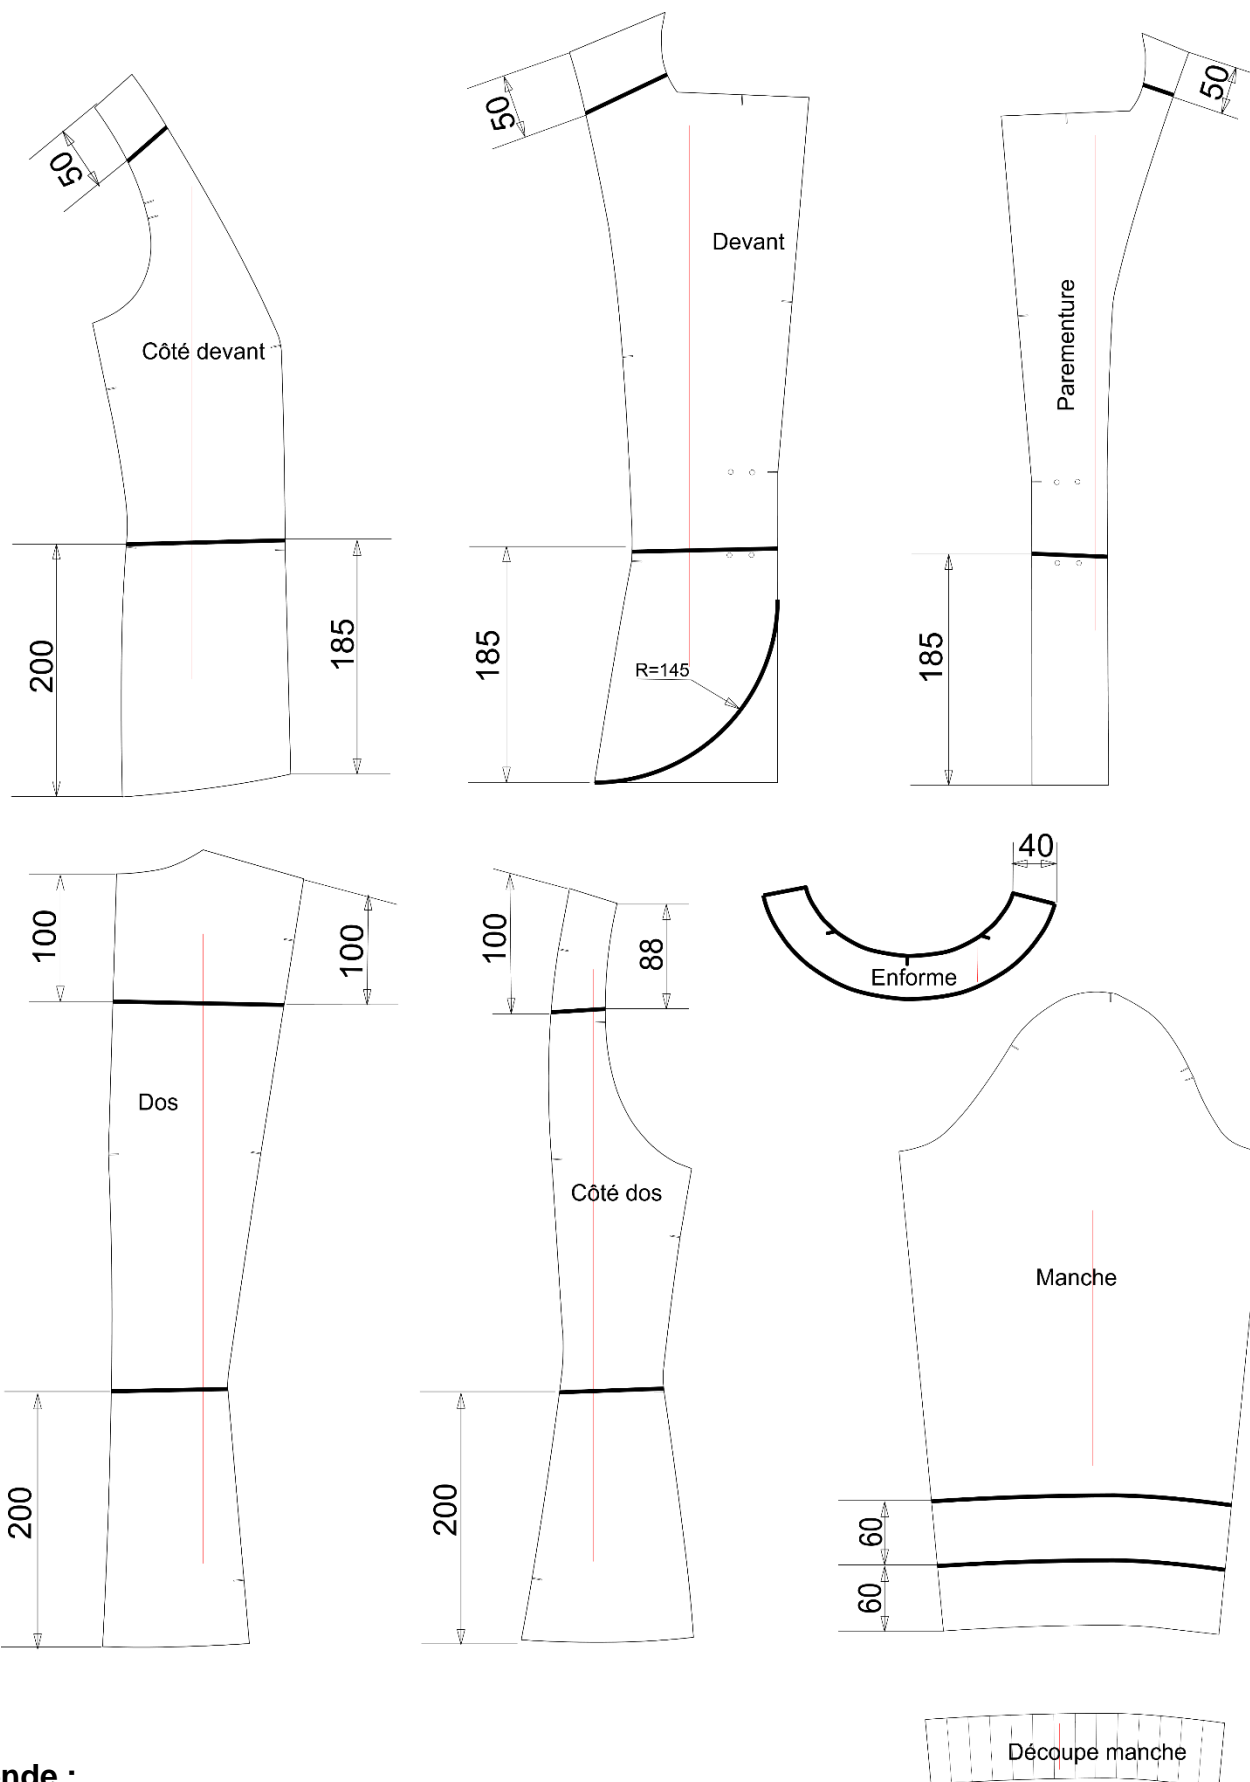 50
Côté devant
200
185
50
Devant
185
R=145
50
Parementure
185
100
100
Dos
200
100
88
Côté dos
200
40
Enforme
Manche
60
60
Découpe manche
nde :